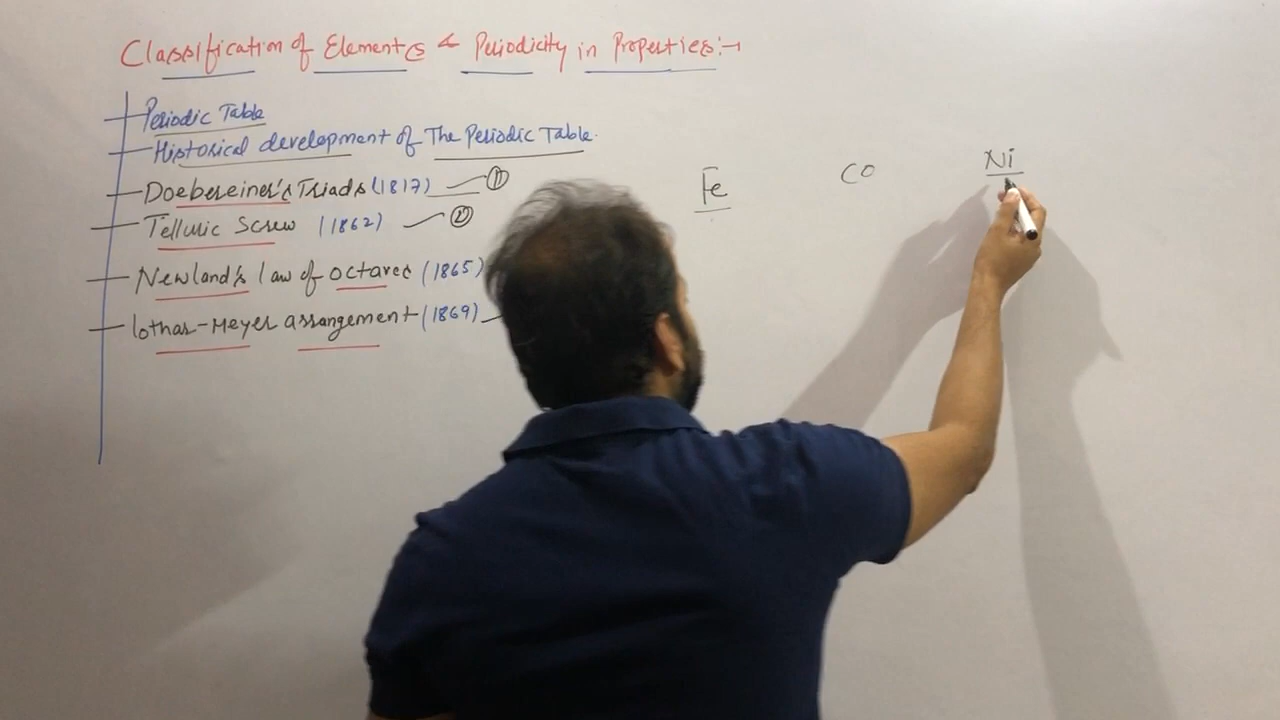 Classification of Elements & Periodicity in Properties:-
Periodic Table
Historical development of The Periodic Table.
Doebereiner's Triads (1817) 1
Telluric Screw (1862) 2
Newland's law of octaves (1865)
lothar-Meyer arrangement (1869)
Fe CO Ni